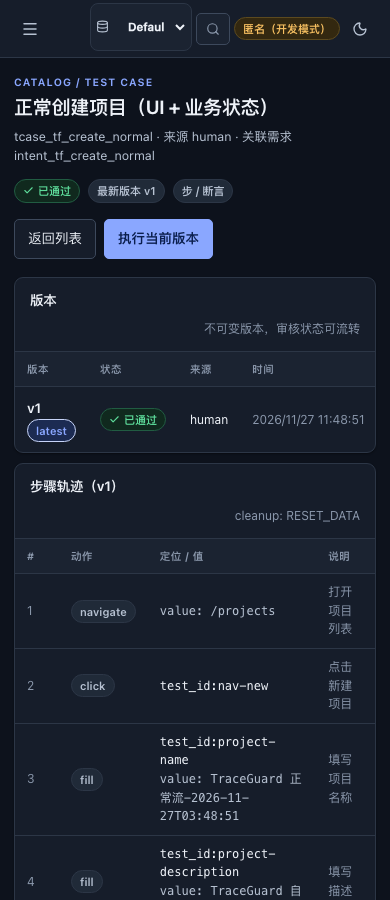 Defaul
匿名（开发模式）
CATALOG / TEST CASE
正常创建项目（UI + 业务状态）
tcase_tf_create_normal · 来源 human · 关联需求
intent_tf_create_normal
已通过
最新版本 v1
步 / 断言
返回列表
执行当前版本
版本
不可变版本，审核状态可流转
版本 状态 来源 时间
v1
latest
已通过
human
2026/11/27 11:48:51
步骤轨迹（v1）
cleanup: RESET_DATA
# 动作 定位 / 值 说明
1 navigate value: /projects 打开
项目
列表
2 click test_id:nav-new 点击
新建
项目
3 fill test_id:project-
name
value: TraceGuard 正
常流-2026-11-
27T03:48:51
填写
项目
名称
4 fill test_id:project-
description
value: TraceGuard 自
填写
描述